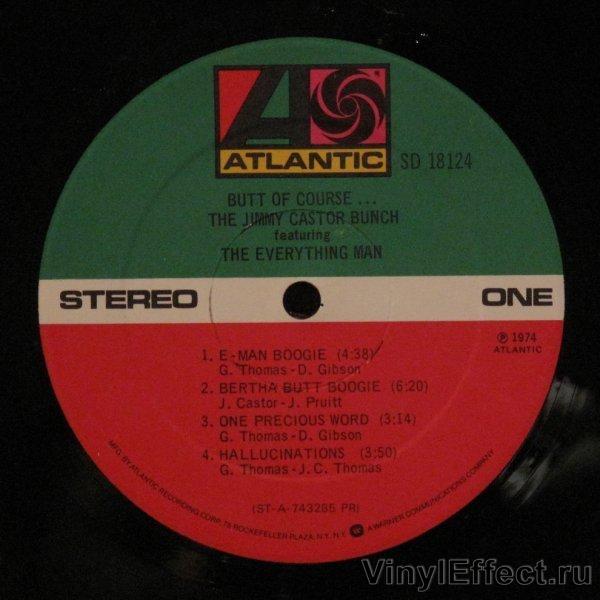 ATLANTIC
SD 18124
BUTT OF COURSE ...
THE JIMMY CASTOR BUNCH
featuring
THE EVERYTHING MAN
STEREO
ONE
℗ 1974
ATLANTIC
1. E-MAN BOOGIE (4:38)
G. Thomas-D. Gibson
2. BERTHA BUTT BOOGIE (6:20)
J. Castor-J. Pruitt
3. ONE PRECIOUS WORD (3:14)
G. Thomas-D. Gibson
4. HALLUCINATIONS (3:50)
G. Thomas-J.C. Thomas
(ST-A-743285 PR)
MFG. BY ATLANTIC RECORDING CORP. 75 ROCKEFELLER PLAZA, N.Y. N.Y. A WARNER COMMUNICATIONS COMPANY
VinylEffect.ru